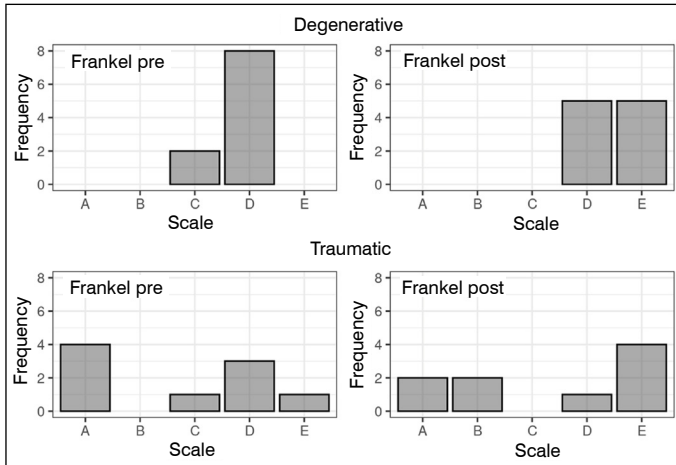 Degenerative
Frankel pre
Frankel post
Frequency
8
6
4
2
0
A B C D E
Scale
Frequency
8
6
4
2
0
A B C D E
Scale
Traumatic
Frankel pre
Frankel post
Frequency
8
6
4
2
0
A B C D E
Scale
Frequency
8
6
4
2
0
A B C D E
Scale